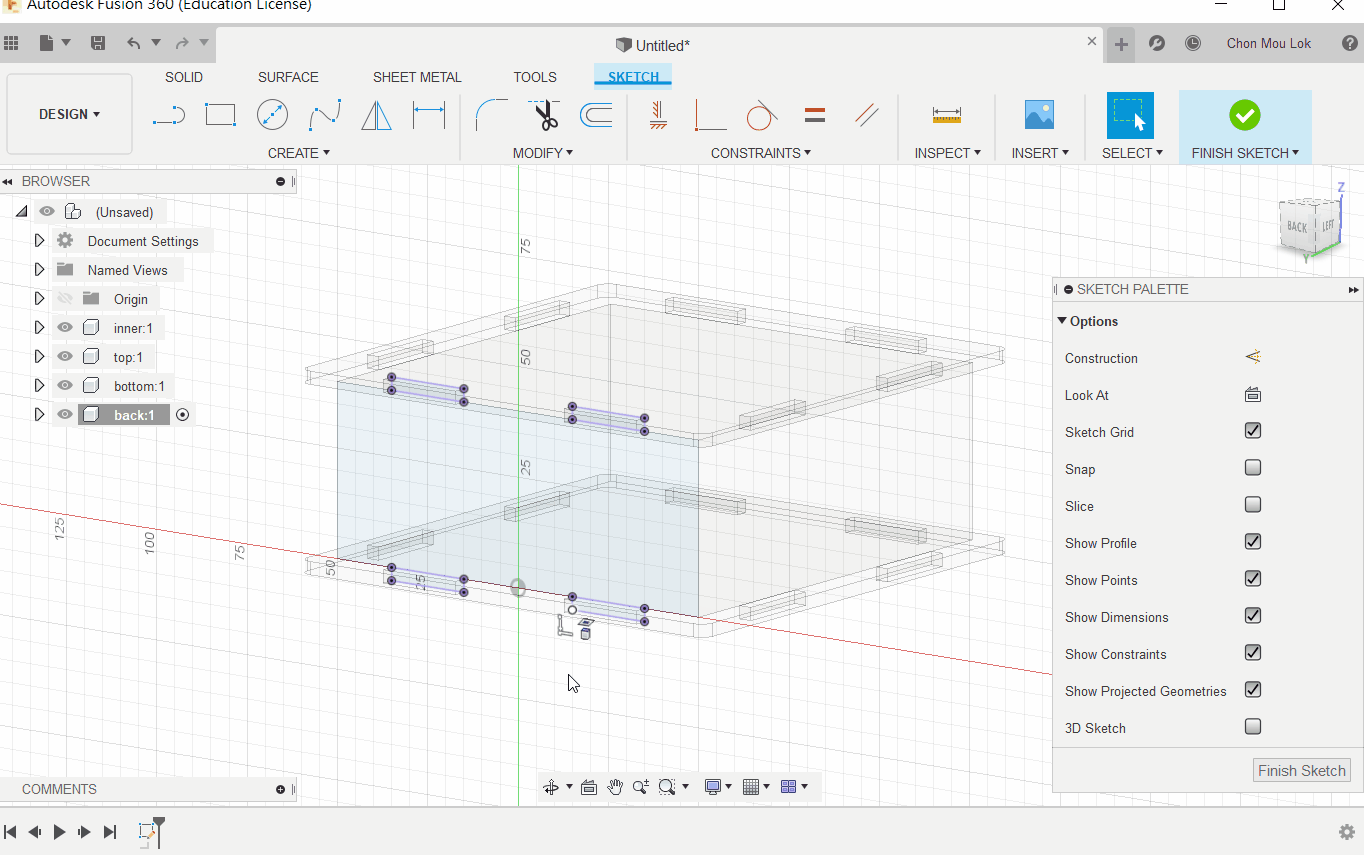 Autodesk Fusion 360 (Education License)
Untitled*
Chon Mou Lok
SOLID SURFACE SHEET METAL TOOLS SKETCH
DESIGN
CREATE MODIFY CONSTRAINTS INSPECT INSERT SELECT FINISH SKETCH
BROWSER
(Unsaved)
Document Settings
Named Views
Origin
inner:1
top:1
bottom:1
back:1
Z
BACK LEFT
Y
75
50
25
125
100
75
50
25
SKETCH PALETTE
Options
Construction
Look At
Sketch Grid
Snap
Slice
Show Profile
Show Points
Show Dimensions
Show Constraints
Show Projected Geometries
3D Sketch
Finish Sketch
COMMENTS